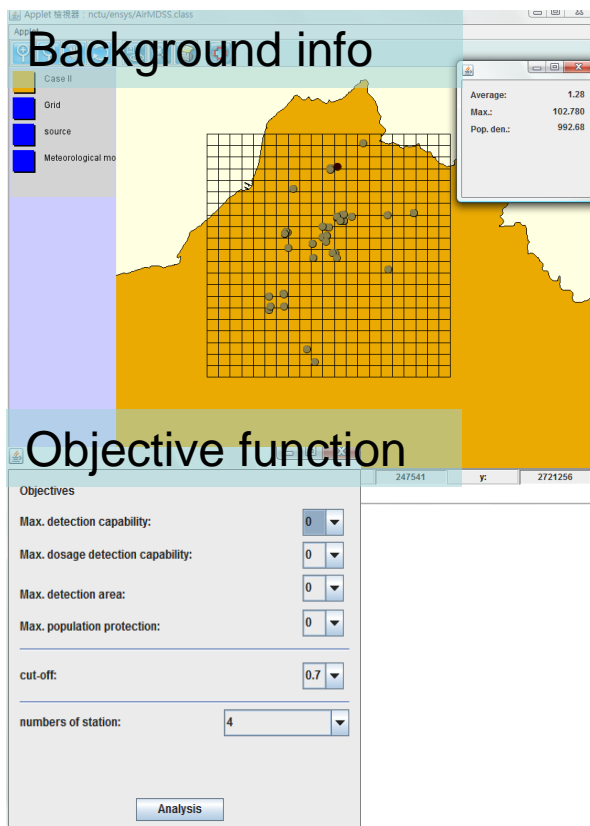 Applet 檢視器：nctu/ensys/AirMDSS.class
Applet
Background info
Case II
Grid
source
Meteorological mo
Average: 1.28
Max.: 102.780
Pop. den.: 992.68
Objective function
247541 y: 2721256
Objectives
Max. detection capability: 0
Max. dosage detection capability: 0
Max. detection area: 0
Max. population protection: 0
cut-off: 0.7
numbers of station: 4
Analysis